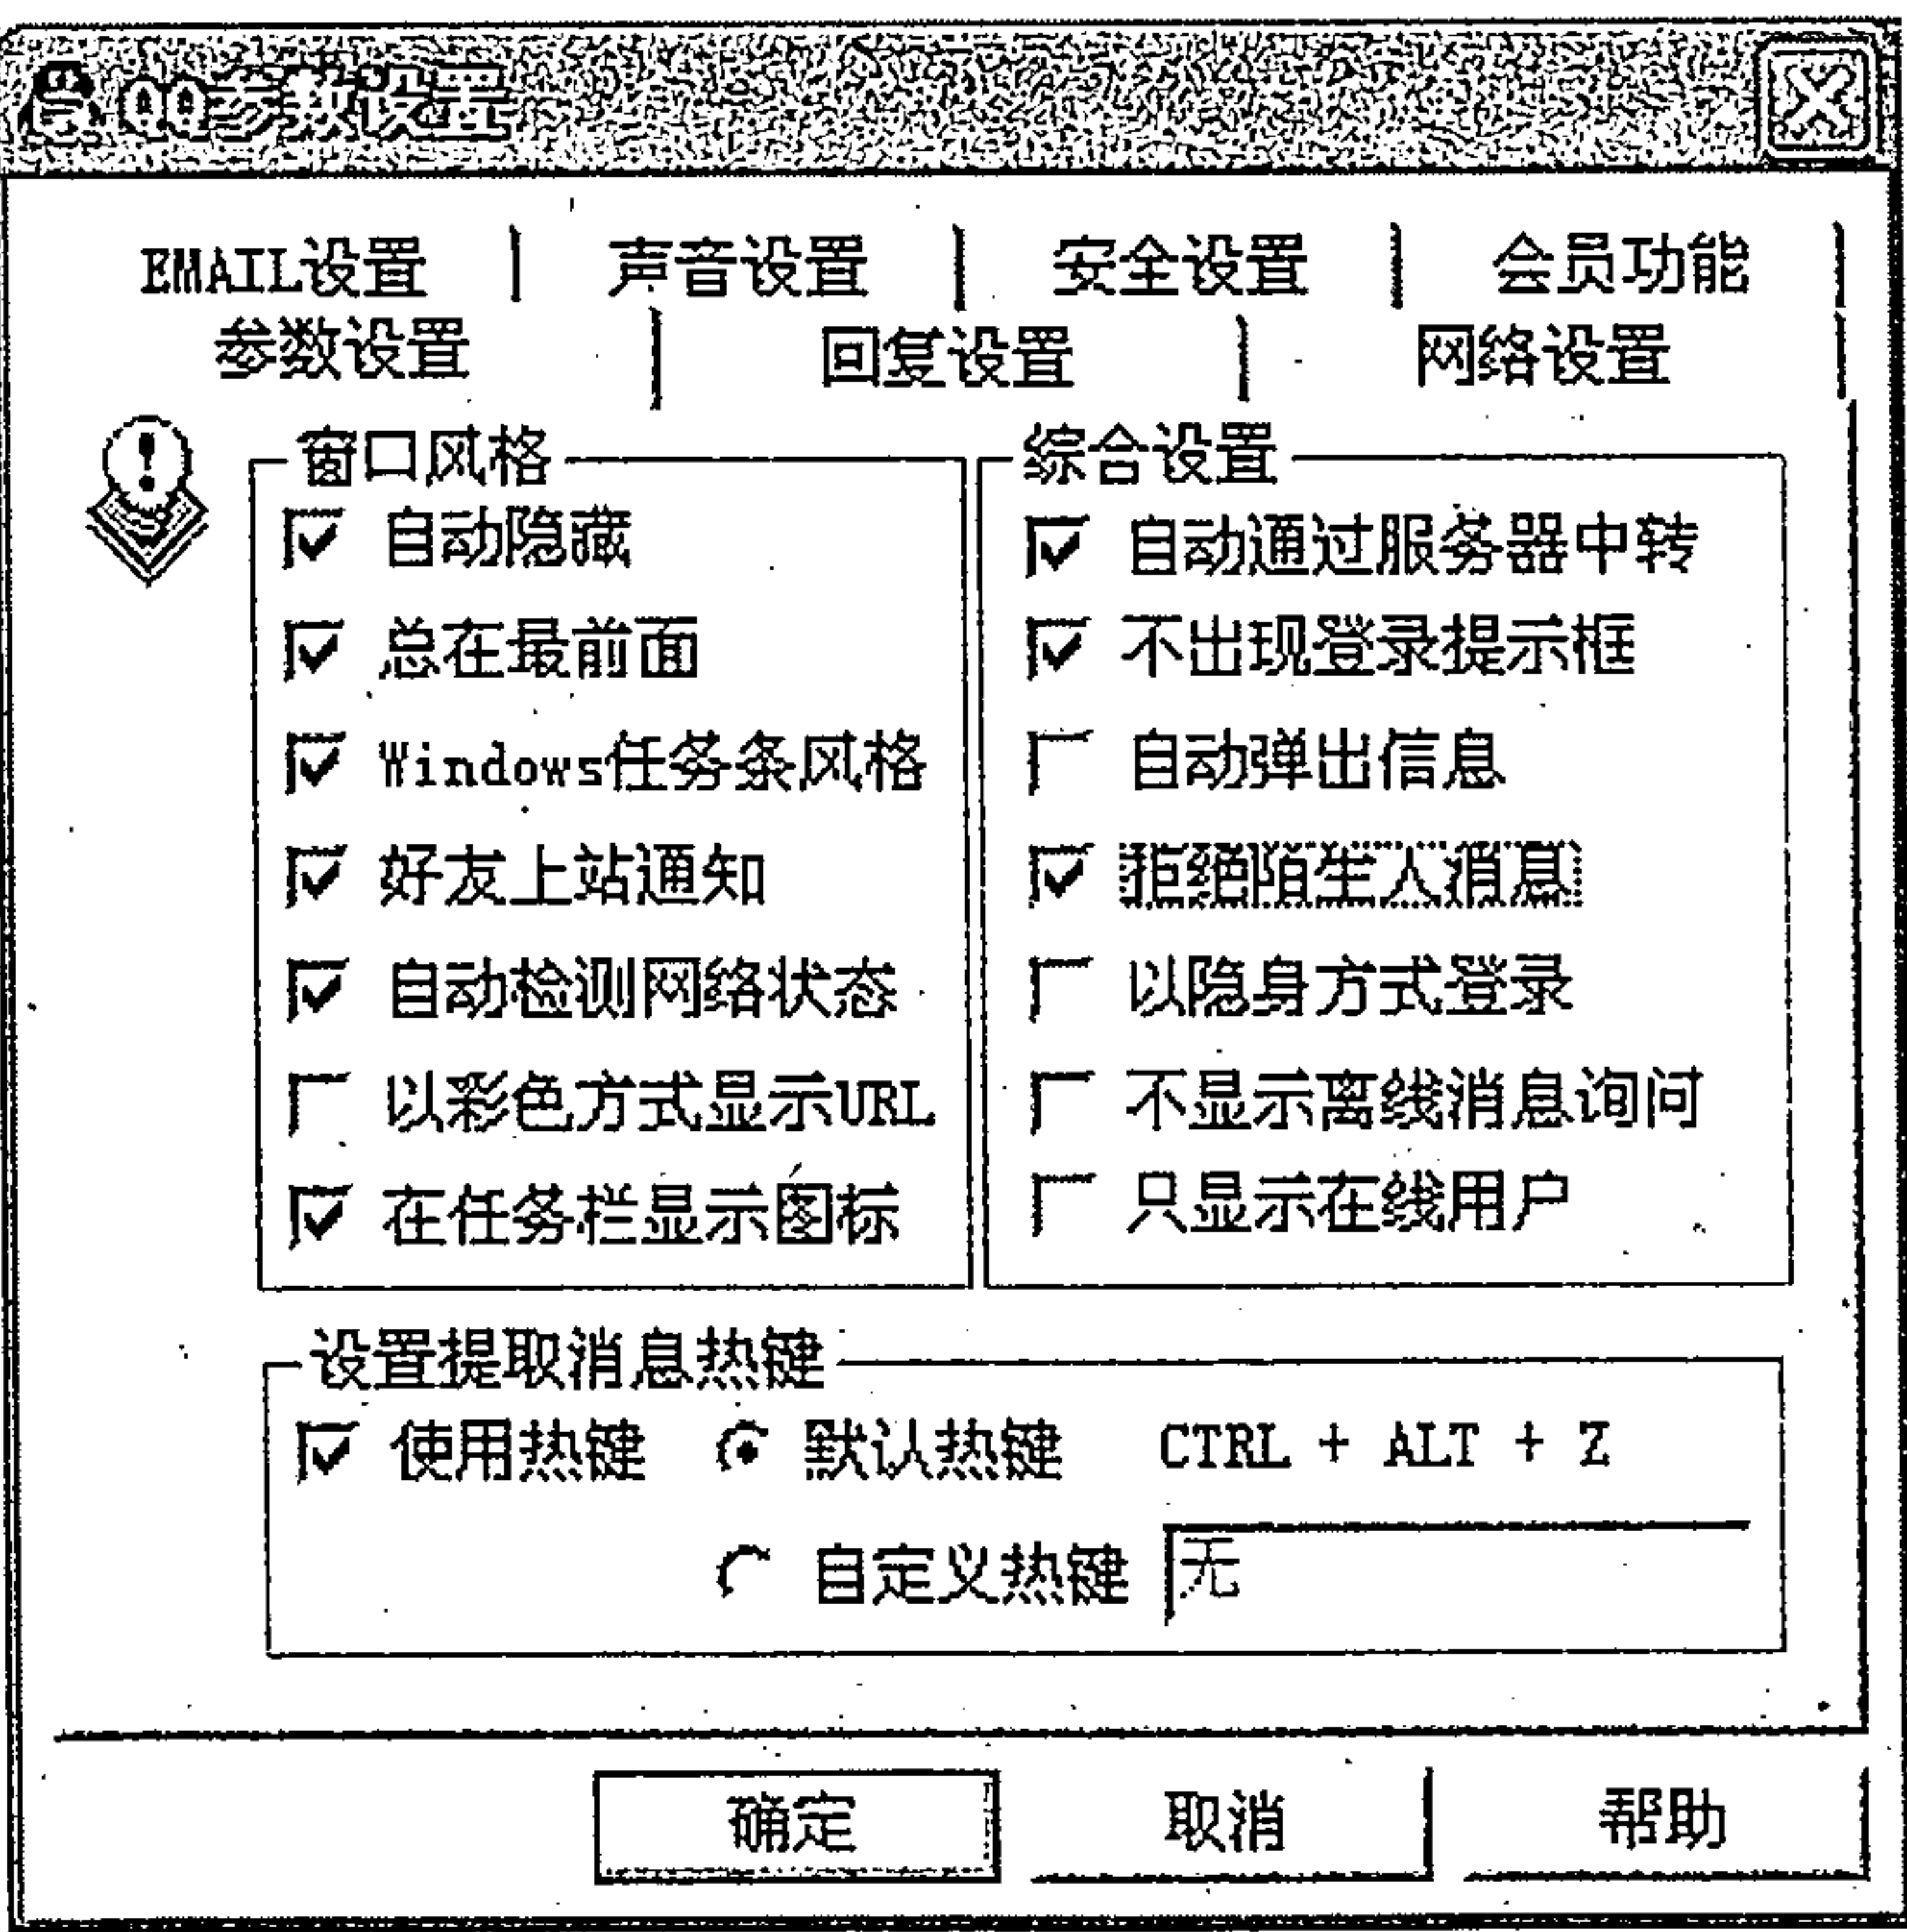 QQ参数设置
EMAIL设置 声音设置 安全设置 会员功能
参数设置 回复设置 网络设置
窗口风格
自动隐藏
总在最前面
Windows任务条风格
好友上站通知
自动检测网络状态
以彩色方式显示URL
在任务栏显示图标
综合设置
自动通过服务器中转
不出现登录提示框
自动弹出信息
拒绝陌生人消息
以隐身方式登录
不显示离线消息询问
只显示在线用户
设置提取消息热键
使用热键 默认热键 CTRL + ALT + Z
自定义热键 无
确定 取消 帮助